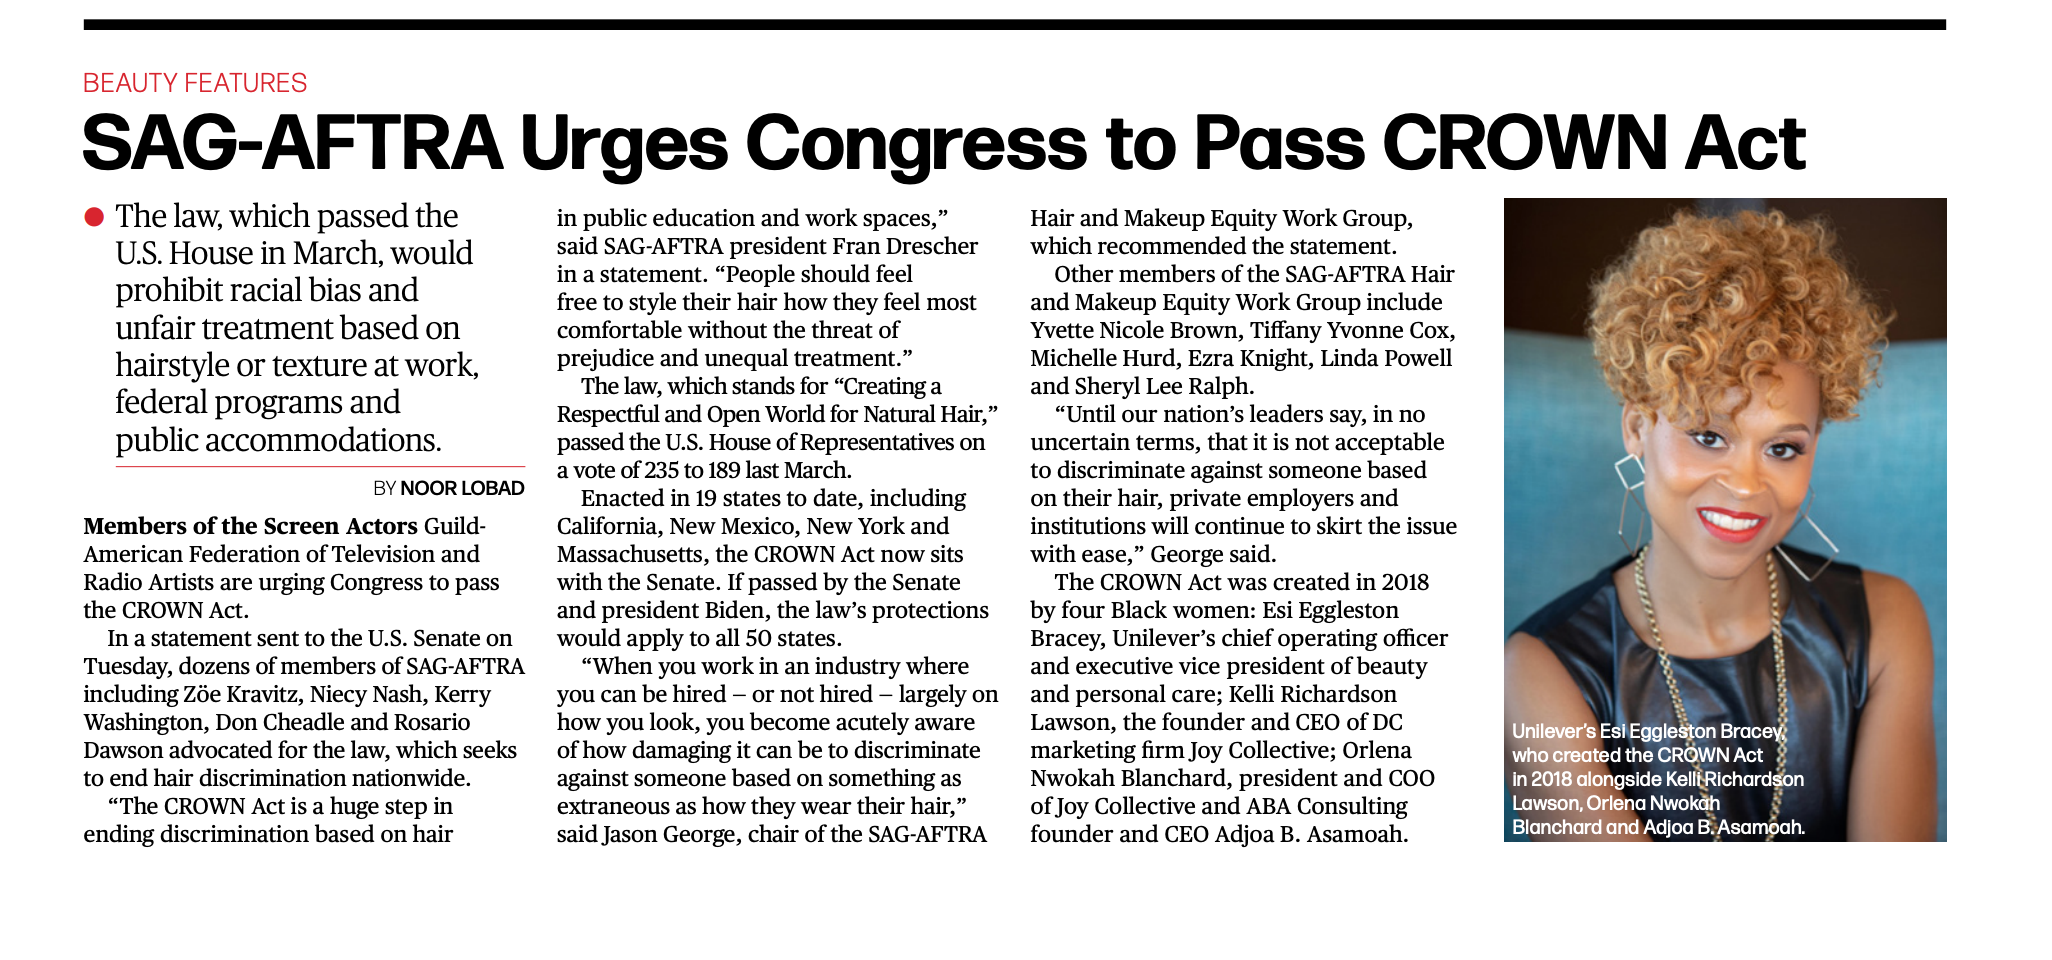 BEAUTY FEATURES
SAG-AFTRA Urges Congress to Pass CROWN Act
● The law, which passed the
U.S. House in March, would
prohibit racial bias and
unfair treatment based on
hairstyle or texture at work,
federal programs and
public accommodations.
BY NOOR LOBAD
Members of the Screen Actors Guild-
American Federation of Television and
Radio Artists are urging Congress to pass
the CROWN Act.
In a statement sent to the U.S. Senate on
Tuesday, dozens of members of SAG-AFTRA
including Zöe Kravitz, Niecy Nash, Kerry
Washington, Don Cheadle and Rosario
Dawson advocated for the law, which seeks
to end hair discrimination nationwide.
“The CROWN Act is a huge step in
ending discrimination based on hair
in public education and work spaces,”
said SAG-AFTRA president Fran Drescher
in a statement. “People should feel
free to style their hair how they feel most
comfortable without the threat of
prejudice and unequal treatment.”
The law, which stands for “Creating a
Respectful and Open World for Natural Hair,”
passed the U.S. House of Representatives on
a vote of 235 to 189 last March.
Enacted in 19 states to date, including
California, New Mexico, New York and
Massachusetts, the CROWN Act now sits
with the Senate. If passed by the Senate
and president Biden, the law’s protections
would apply to all 50 states.
“When you work in an industry where
you can be hired — or not hired — largely on
how you look, you become acutely aware
of how damaging it can be to discriminate
against someone based on something as
extraneous as how they wear their hair,”
said Jason George, chair of the SAG-AFTRA
Hair and Makeup Equity Work Group,
which recommended the statement.
Other members of the SAG-AFTRA Hair
and Makeup Equity Work Group include
Yvette Nicole Brown, Tiffany Yvonne Cox,
Michelle Hurd, Ezra Knight, Linda Powell
and Sheryl Lee Ralph.
“Until our nation’s leaders say, in no
uncertain terms, that it is not acceptable
to discriminate against someone based
on their hair, private employers and
institutions will continue to skirt the issue
with ease,” George said.
The CROWN Act was created in 2018
by four Black women: Esi Eggleston
Bracey, Unilever’s chief operating officer
and executive vice president of beauty
and personal care; Kelli Richardson
Lawson, the founder and CEO of DC
marketing firm Joy Collective; Orlena
Nwokah Blanchard, president and COO
of Joy Collective and ABA Consulting
founder and CEO Adjoa B. Asamoah.
Unilever’s Esi Eggleston Bracey,
who created the CROWN Act
in 2018 alongside Kelli Richardson
Lawson, Orlena Nwokah
Blanchard and Adjoa B. Asamoah.